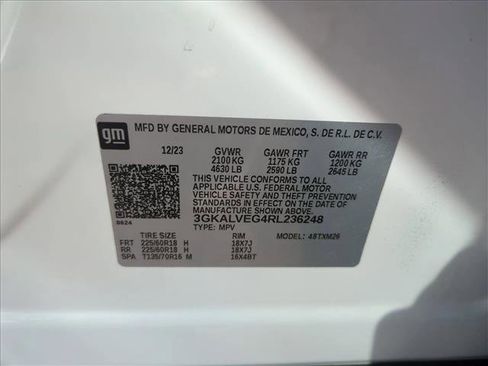 gm
MFD BY GENERAL MOTORS DE MEXICO, S. DE R.L. DE C.V.
12/23 GVWR GAWR FRT GAWR RR
2100 KG 1175 KG 1200 KG
4630 LB 2590 LB 2645 LB
THIS VEHICLE CONFORMS TO ALL
APPLICABLE U.S. FEDERAL MOTOR
VEHICLE SAFETY AND THEFT PREVENTION
STANDARDS IN EFFECT ON THE DATE OF
MANUFACTURE SHOWN ABOVE.
8624 3GKALVEG4RL236248
TYPE: MPV MODEL: 48TXM26
TIRE SIZE RIM
FRT 225/60R18 H 18X7J
RR 225/60R18 H 18X7J
SPA T135/70R16 M 16X4BT